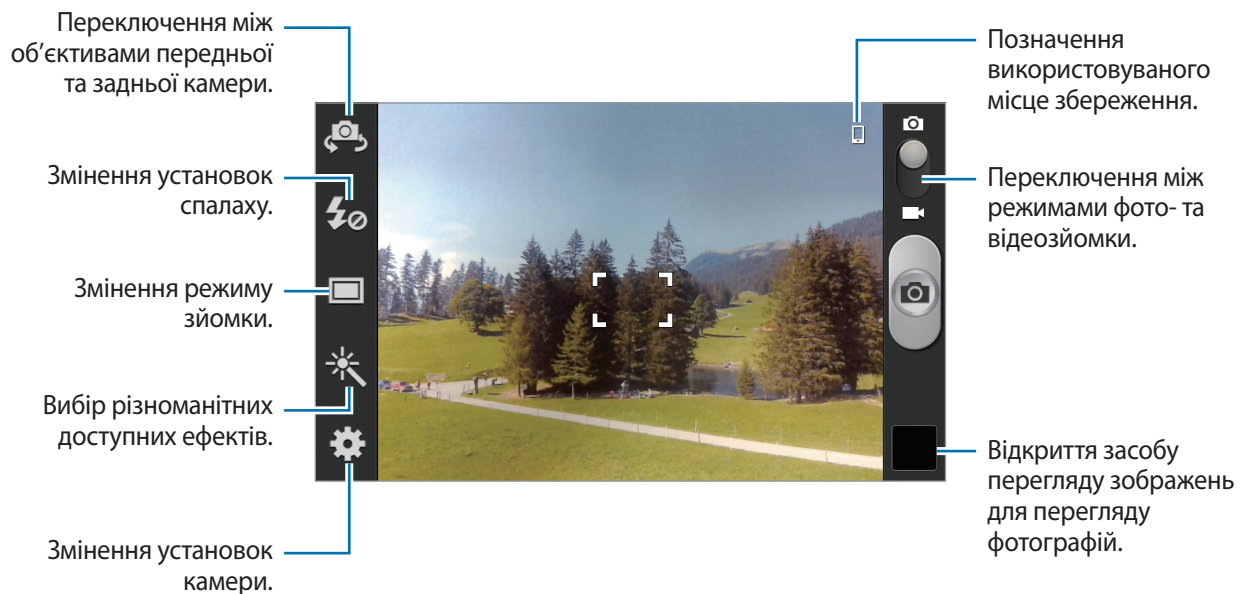 Переключення між
об’єктивами передньої
та задньої камери.
Змінення установок
спалаху.
Змінення режиму
зйомки.
Вибір різноманітних
доступних ефектів.
Змінення установок
камери.
Позначення
використовуваного
місце збереження.
Переключення між
режимами фото- та
відеозйомки.
Відкриття засобу
перегляду зображень
для перегляду
фотографій.